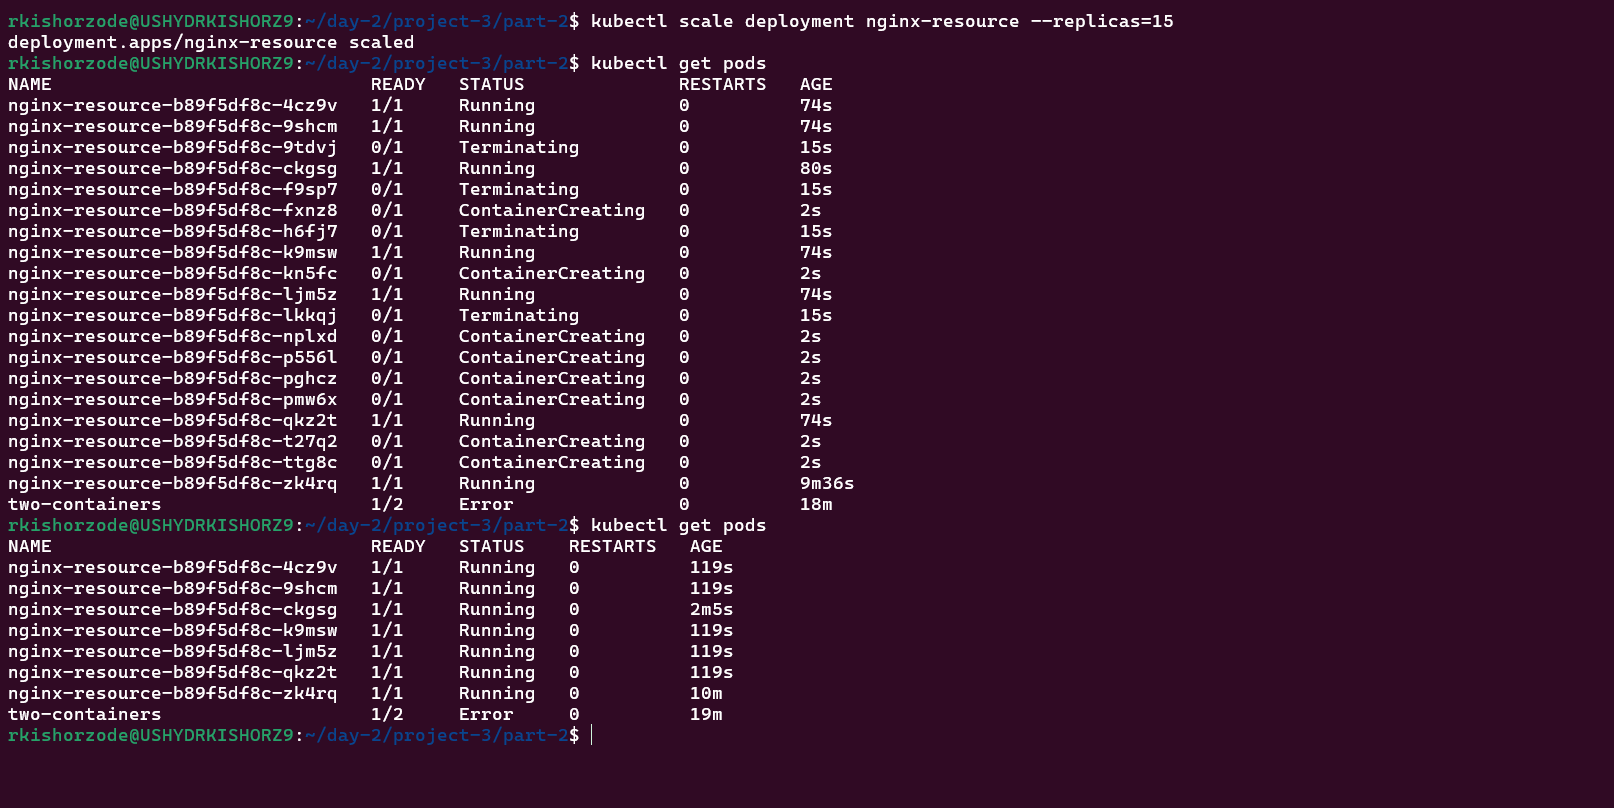 rkishorzode@USHYDRKISHORZ9:~/day-2/project-3/part-2$ kubectl scale deployment nginx-resource --replicas=15
deployment.apps/nginx-resource scaled
rkishorzode@USHYDRKISHORZ9:~/day-2/project-3/part-2$ kubectl get pods
NAME                             READY   STATUS              RESTARTS   AGE
nginx-resource-b89f5df8c-4cz9v   1/1     Running             0          74s
nginx-resource-b89f5df8c-9shcm   1/1     Running             0          74s
nginx-resource-b89f5df8c-9tdvj   0/1     Terminating         0          15s
nginx-resource-b89f5df8c-ckgsg   1/1     Running             0          80s
nginx-resource-b89f5df8c-f9sp7   0/1     Terminating         0          15s
nginx-resource-b89f5df8c-fxnz8   0/1     ContainerCreating   0          2s
nginx-resource-b89f5df8c-h6fj7   0/1     Terminating         0          15s
nginx-resource-b89f5df8c-k9msw   1/1     Running             0          74s
nginx-resource-b89f5df8c-kn5fc   0/1     ContainerCreating   0          2s
nginx-resource-b89f5df8c-ljm5z   1/1     Running             0          74s
nginx-resource-b89f5df8c-lkkqj   0/1     Terminating         0          15s
nginx-resource-b89f5df8c-nplxd   0/1     ContainerCreating   0          2s
nginx-resource-b89f5df8c-p556l   0/1     ContainerCreating   0          2s
nginx-resource-b89f5df8c-pghcz   0/1     ContainerCreating   0          2s
nginx-resource-b89f5df8c-pmw6x   0/1     ContainerCreating   0          2s
nginx-resource-b89f5df8c-qkz2t   1/1     Running             0          74s
nginx-resource-b89f5df8c-t27q2   0/1     ContainerCreating   0          2s
nginx-resource-b89f5df8c-ttg8c   0/1     ContainerCreating   0          2s
nginx-resource-b89f5df8c-zk4rq   1/1     Running             0          9m36s
two-containers                   1/2     Error               0          18m
rkishorzode@USHYDRKISHORZ9:~/day-2/project-3/part-2$ kubectl get pods
NAME                             READY   STATUS    RESTARTS   AGE
nginx-resource-b89f5df8c-4cz9v   1/1     Running   0          119s
nginx-resource-b89f5df8c-9shcm   1/1     Running   0          119s
nginx-resource-b89f5df8c-ckgsg   1/1     Running   0          2m5s
nginx-resource-b89f5df8c-k9msw   1/1     Running   0          119s
nginx-resource-b89f5df8c-ljm5z   1/1     Running   0          119s
nginx-resource-b89f5df8c-qkz2t   1/1     Running   0          119s
nginx-resource-b89f5df8c-zk4rq   1/1     Running   0          10m
two-containers                   1/2     Error     0          19m
rkishorzode@USHYDRKISHORZ9:~/day-2/project-3/part-2$